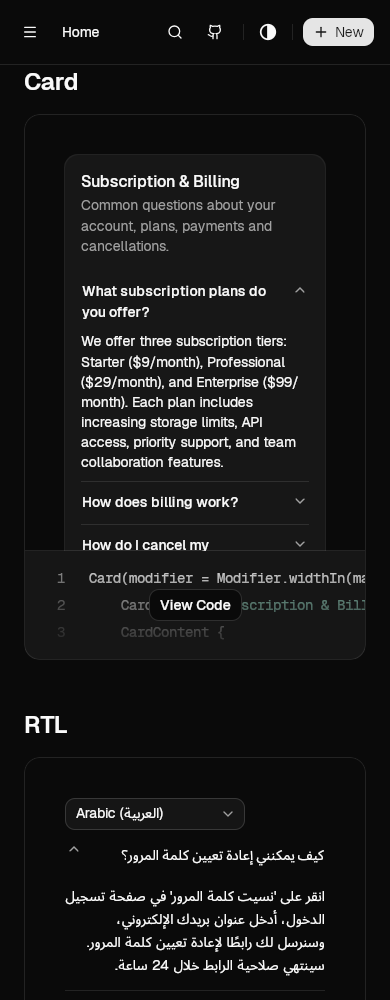 Home
New
Card
Subscription & Billing
Common questions about your
account, plans, payments and
cancellations.
What subscription plans do
you offer?
We offer three subscription tiers:
Starter ($9/month), Professional
($29/month), and Enterprise ($99/
month). Each plan includes
increasing storage limits, API
access, priority support, and team
collaboration features.
How does billing work?
How do I cancel my
1 Card(modifier = Modifier.widthIn(ma
2 Card
View Code
scription & Bill
3 CardContent {
RTL
Arabic (العربية)
كيف يمكنني إعادة تعيين كلمة المرور؟
انقر على 'نسيت كلمة المرور' في صفحة تسجيل
الدخول، أدخل عنوان بريدك الإلكتروني،
وسنرسل لك رابطًا لإعادة تعيين كلمة المرور.
سينتهي صلاحية الرابط خلال 24 ساعة.